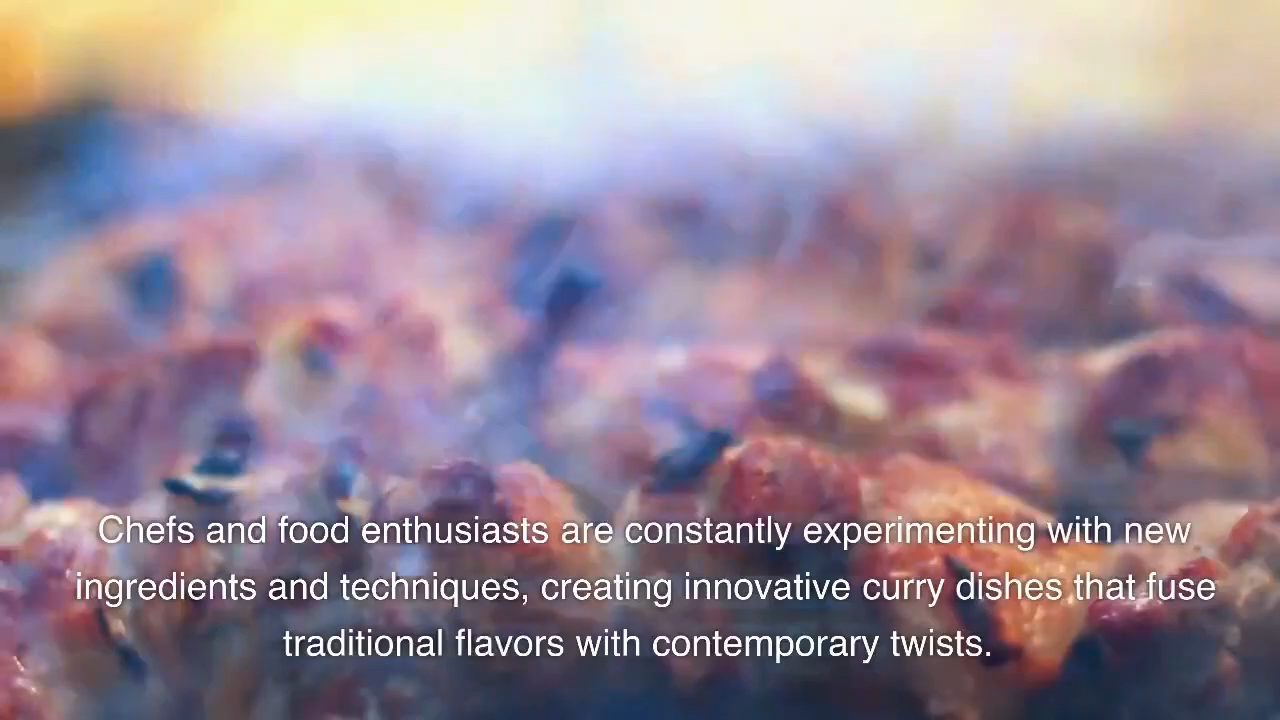 Chefs and food enthusiasts are constantly experimenting with new
ingredients and techniques, creating innovative curry dishes that fuse
traditional flavors with contemporary twists.